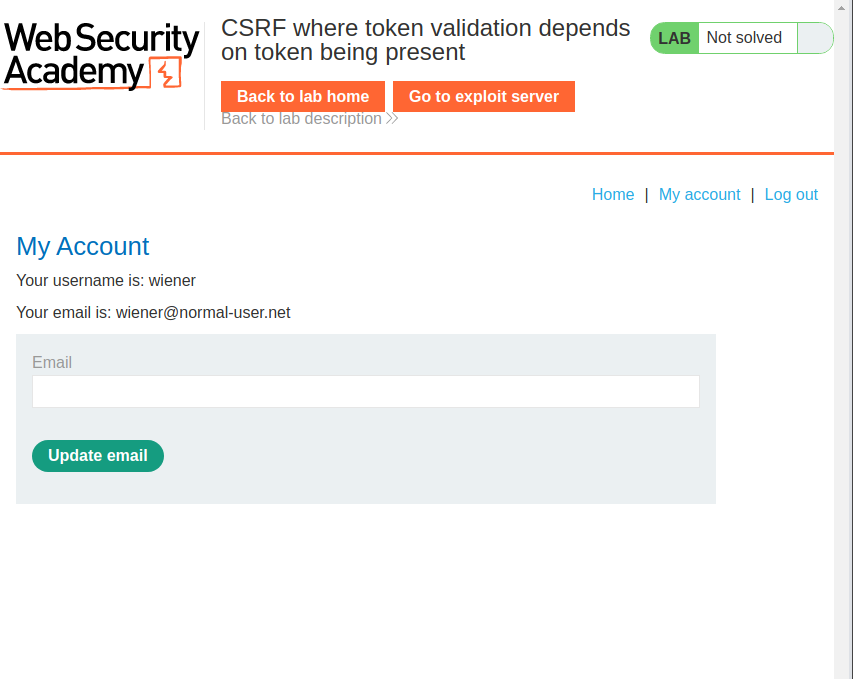 Web Security
Academy
CSRF where token validation depends
on token being present
LAB Not solved
Back to lab home Go to exploit server
Back to lab description
Home | My account | Log out
My Account
Your username is: wiener
Your email is: wiener@normal-user.net
Email
Update email